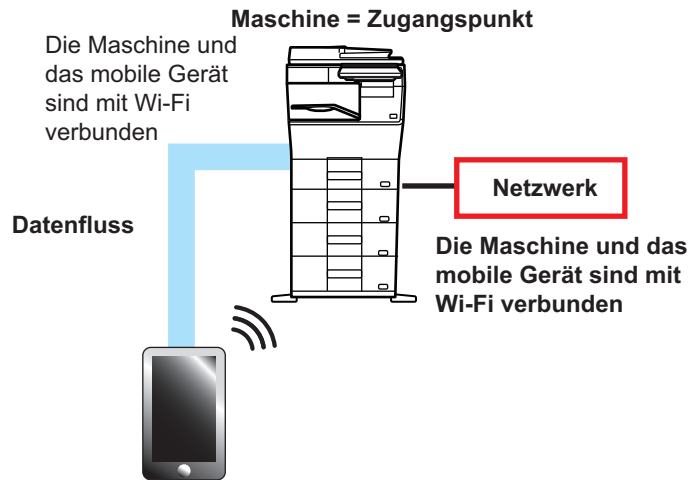 Maschine = Zugangspunkt
Die Maschine und
das mobile Gerät
sind mit Wi-Fi
verbunden
Datenfluss
Netzwerk
Die Maschine und das
mobile Gerät sind mit
Wi-Fi verbunden